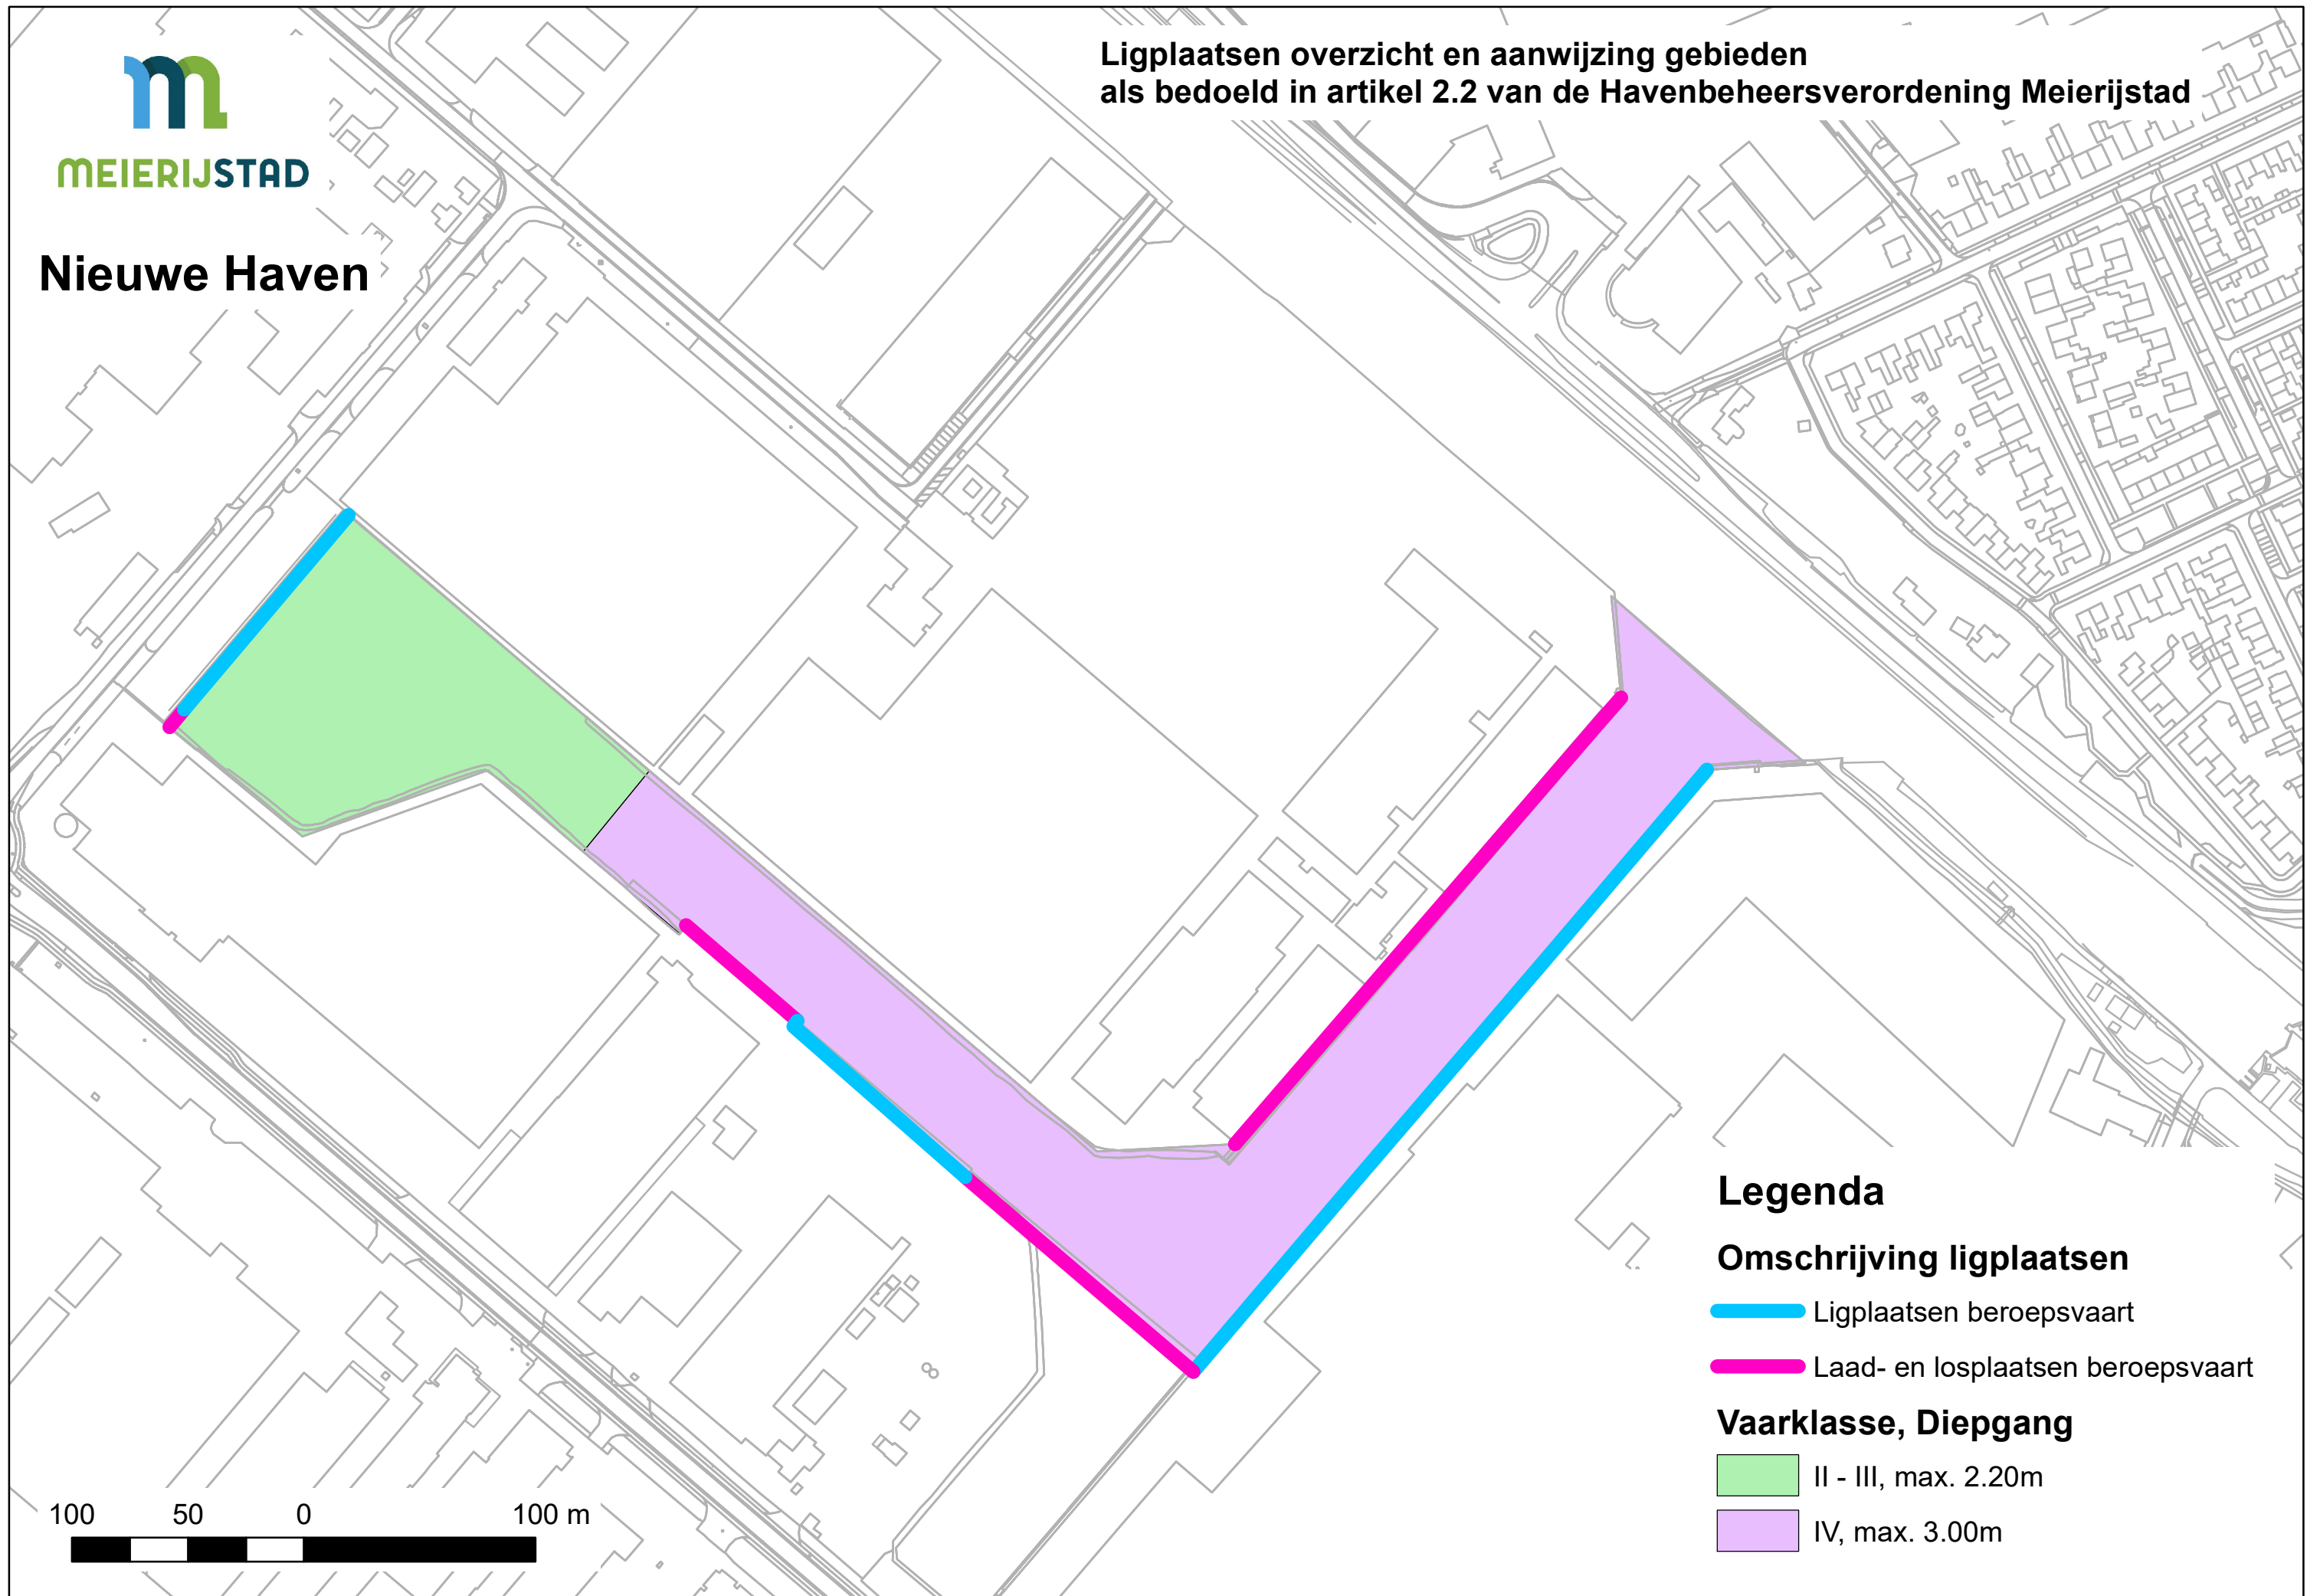 MEIERIJSTAD
Ligplaatsen overzicht en aanwijzing gebieden
als bedoeld in artikel 2.2 van de Havenbeheersverordening Meierijstad
Nieuwe Haven
Legenda
Omschrijving ligplaatsen
Ligplaatsen beroepsvaart
Laad- en losplaatsen beroepsvaart
Vaarklasse, Diepgang
II - III, max. 2.20m
IV, max. 3.00m
100 50 0 100 m